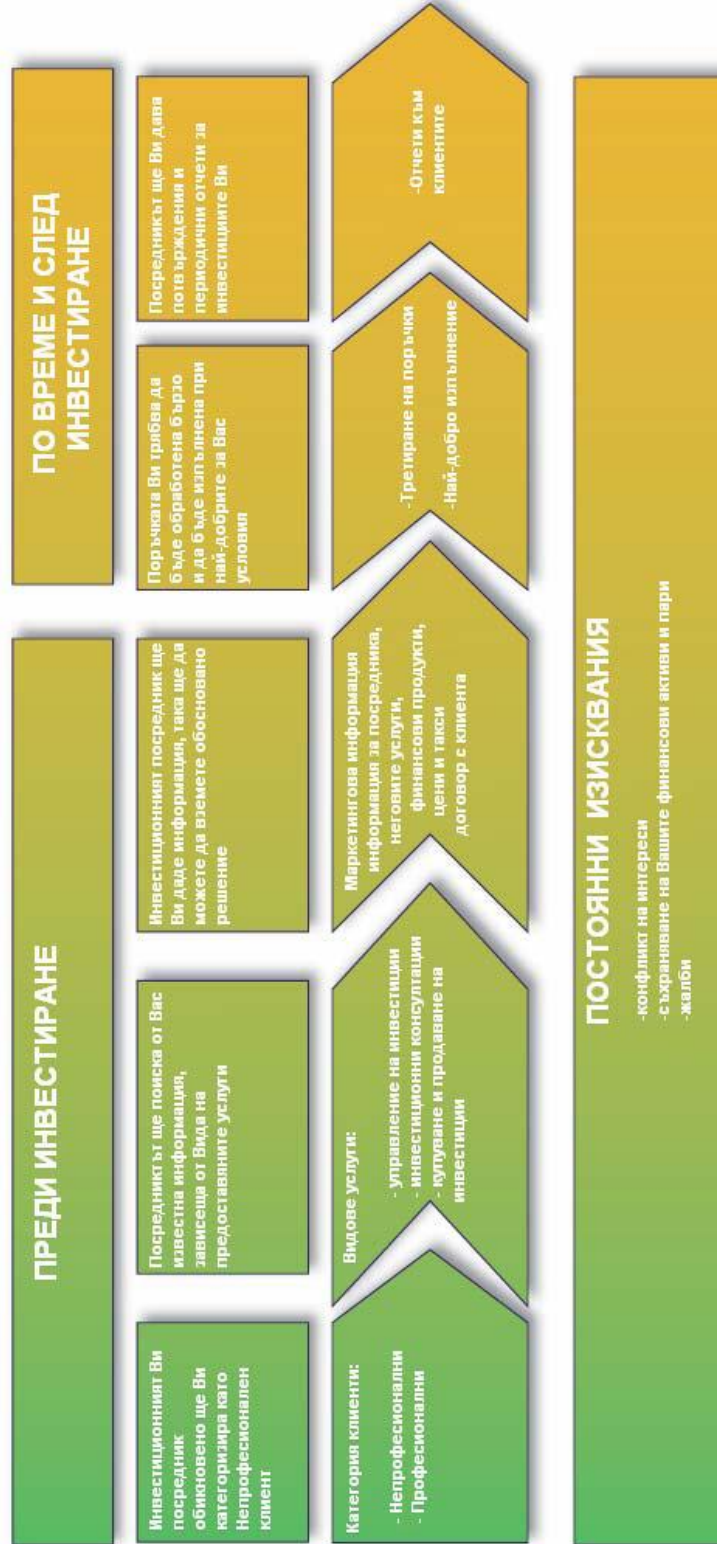 ПРЕДИ ИНВЕСТИРАНЕ
ПО ВРЕМЕ И СЛЕД
ИНВЕСТИРАНЕ
Инвестиционният Ви
посредник
обикновено ще Ви
категоризира като
Непрофесионален
клиент
Посредникът ще поиска от Вас
известна информация,
зависеща от Вида на
предоставяните услуги
Инвестиционният посредник ще
Ви даде информация, така ще да
можете да вземете обосновано
решение
Поръчката Ви трябва да
бъде обработена бързо
и да бъде изпълнена при
най-добрите за Вас
условия
Посредникът ще Ви дава
потвърждения и
периодични отчети за
инвестициите Ви
Категория клиенти:
- Непрофесионални
- Професионални
Видове услуги:
- управление на инвестиции
- инвестиционни консултации
- купуване и продаване на
инвестиции
Маркетингова информация
информация за посредника,
неговите услуги,
финансови продукти,
цени и такси
договор с клиента
-Третиране на поръчки
-Най-добро изпълнение
-Отчети към
клиентите
ПОСТОЯННИ ИЗИСКВАНИЯ
-конфликт на интереси
-съхраняване на Вашите финансови активи и пари
-жалби